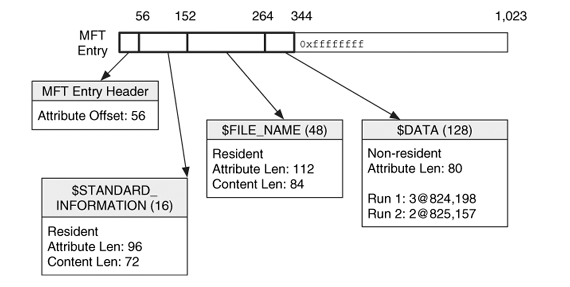 56 152 264 344 1,023
MFT
Entry
0xffffffff
MFT Entry Header
Attribute Offset: 56
$STANDARD_
INFORMATION (16)
Resident
Attribute Len: 96
Content Len: 72
$FILE_NAME (48)
Resident
Attribute Len: 112
Content Len: 84
$DATA (128)
Non-resident
Attribute Len: 80
Run 1: 3@824,198
Run 2: 2@825,157